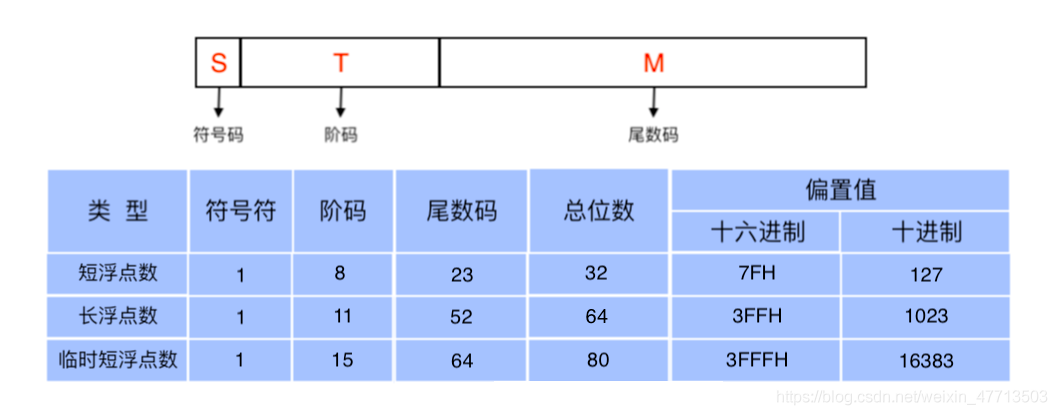 S T M
符号码 阶码 尾数码
类 型 符号符 阶码 尾数码 总位数 偏置值
十六进制 十进制
短浮点数 1 8 23 32 7FH 127
长浮点数 1 11 52 64 3FFH 1023
临时短浮点数 1 15 64 80 3FFFH 16383
https://blog.csdn.net/weixin_47713503